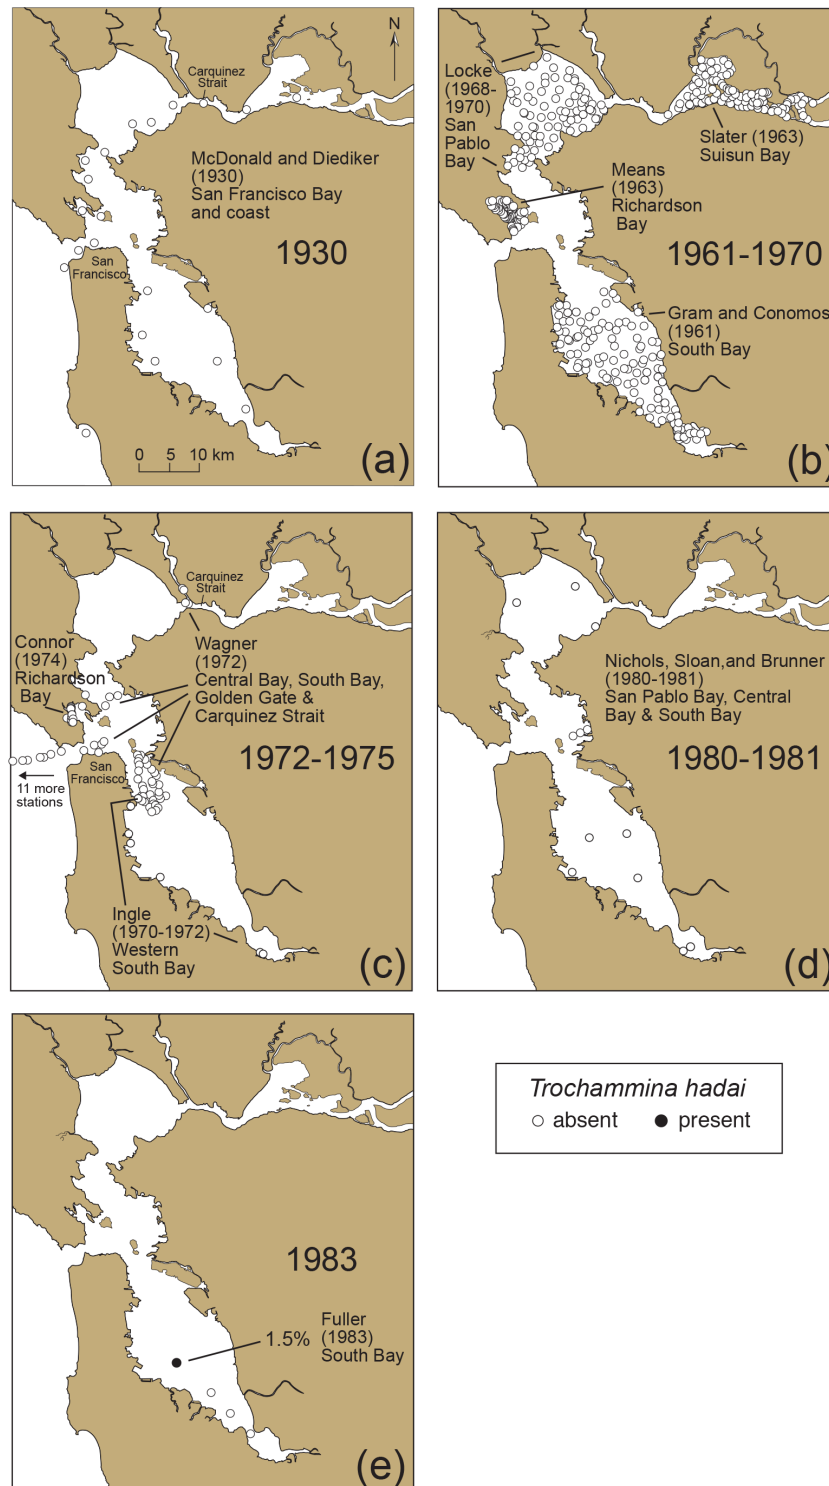 N
Carquinez
Strait
McDonald and Diediker
(1930)
San Francisco Bay
and coast
1930
San
Francisco
0 5 10 km
(a)
Locke
(1968-
1970)
San
Pablo
Bay
Slater (1963)
Suisun Bay
Means
(1963)
Richardson
Bay
1961-1970
Gram and Conomos
(1961)
South Bay
(b)
Carquinez
Strait
Connor
(1974)
Richardson
Bay
Wagner
(1972)
Central Bay, South Bay,
Golden Gate &
Carquinez Strait
1972-1975
San
Francisco
11 more
stations
Ingle
(1970-1972)
Western
South Bay
(c)
Nichols, Sloan,and Brunner
(1980-1981)
San Pablo Bay, Central
Bay & South Bay
1980-1981
(d)
1983
Fuller
(1983)
South Bay
1.5%
(e)
Trochammina hadai
absent present